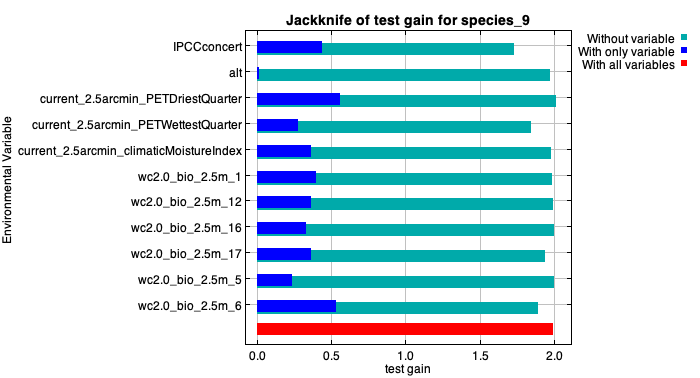 Jackknife of test gain for species_9
Without variable
With only variable
With all variables
Environmental Variable
IPCCconcert
alt
current_2.5arcmin_PETDriestQuarter
current_2.5arcmin_PETWettestQuarter
current_2.5arcmin_climaticMoistureIndex
wc2.0_bio_2.5m_1
wc2.0_bio_2.5m_12
wc2.0_bio_2.5m_16
wc2.0_bio_2.5m_17
wc2.0_bio_2.5m_5
wc2.0_bio_2.5m_6
0.0 0.5 1.0 1.5 2.0
test gain